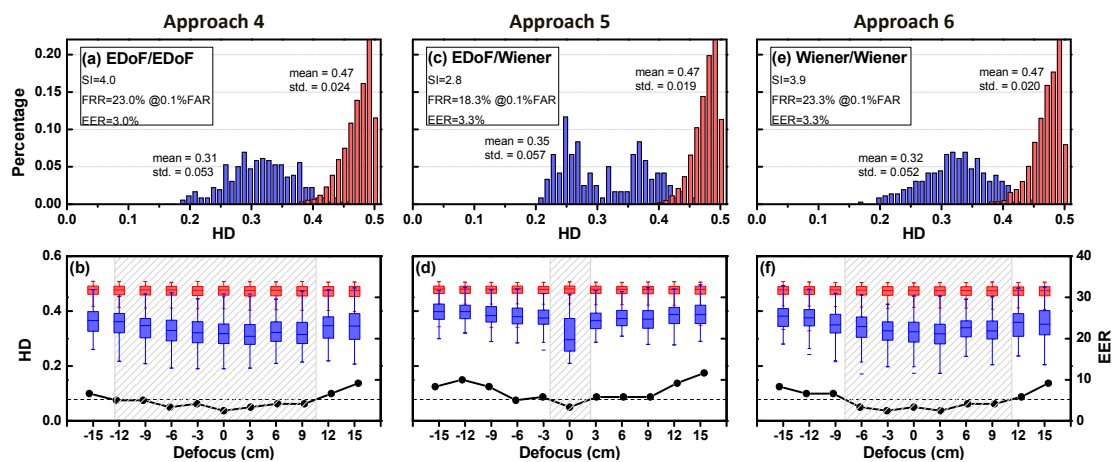 Approach 4
Approach 5
Approach 6
(a) EDoF/EDoF
SI=4.0
FRR=23.0% @0.1%FAR
EER=3.0%
mean = 0.47
std. = 0.024
mean = 0.31
std. = 0.053
(c) EDoF/Wiener
SI=2.8
FRR=18.3% @0.1%FAR
EER=3.3%
mean = 0.47
std. = 0.019
mean = 0.35
std. = 0.057
(e) Wiener/Wiener
SI=3.9
FRR=23.3% @0.1%FAR
EER=3.3%
mean = 0.47
std. = 0.020
mean = 0.32
std. = 0.052
Percentage
0.20
0.15
0.10
0.05
0.00
0.0 0.1 0.2 0.3 0.4 0.5
0.0 0.1 0.2 0.3 0.4 0.5
0.0 0.1 0.2 0.3 0.4 0.5
HD
HD
HD
(b)
(d)
(f)
HD
0.6
0.4
0.2
0.0
40
30
20
10
0
EER
-15 -12 -9 -6 -3 0 3 6 9 12 15
-15 -12 -9 -6 -3 0 3 6 9 12 15
-15 -12 -9 -6 -3 0 3 6 9 12 15
Defocus (cm)
Defocus (cm)
Defocus (cm)